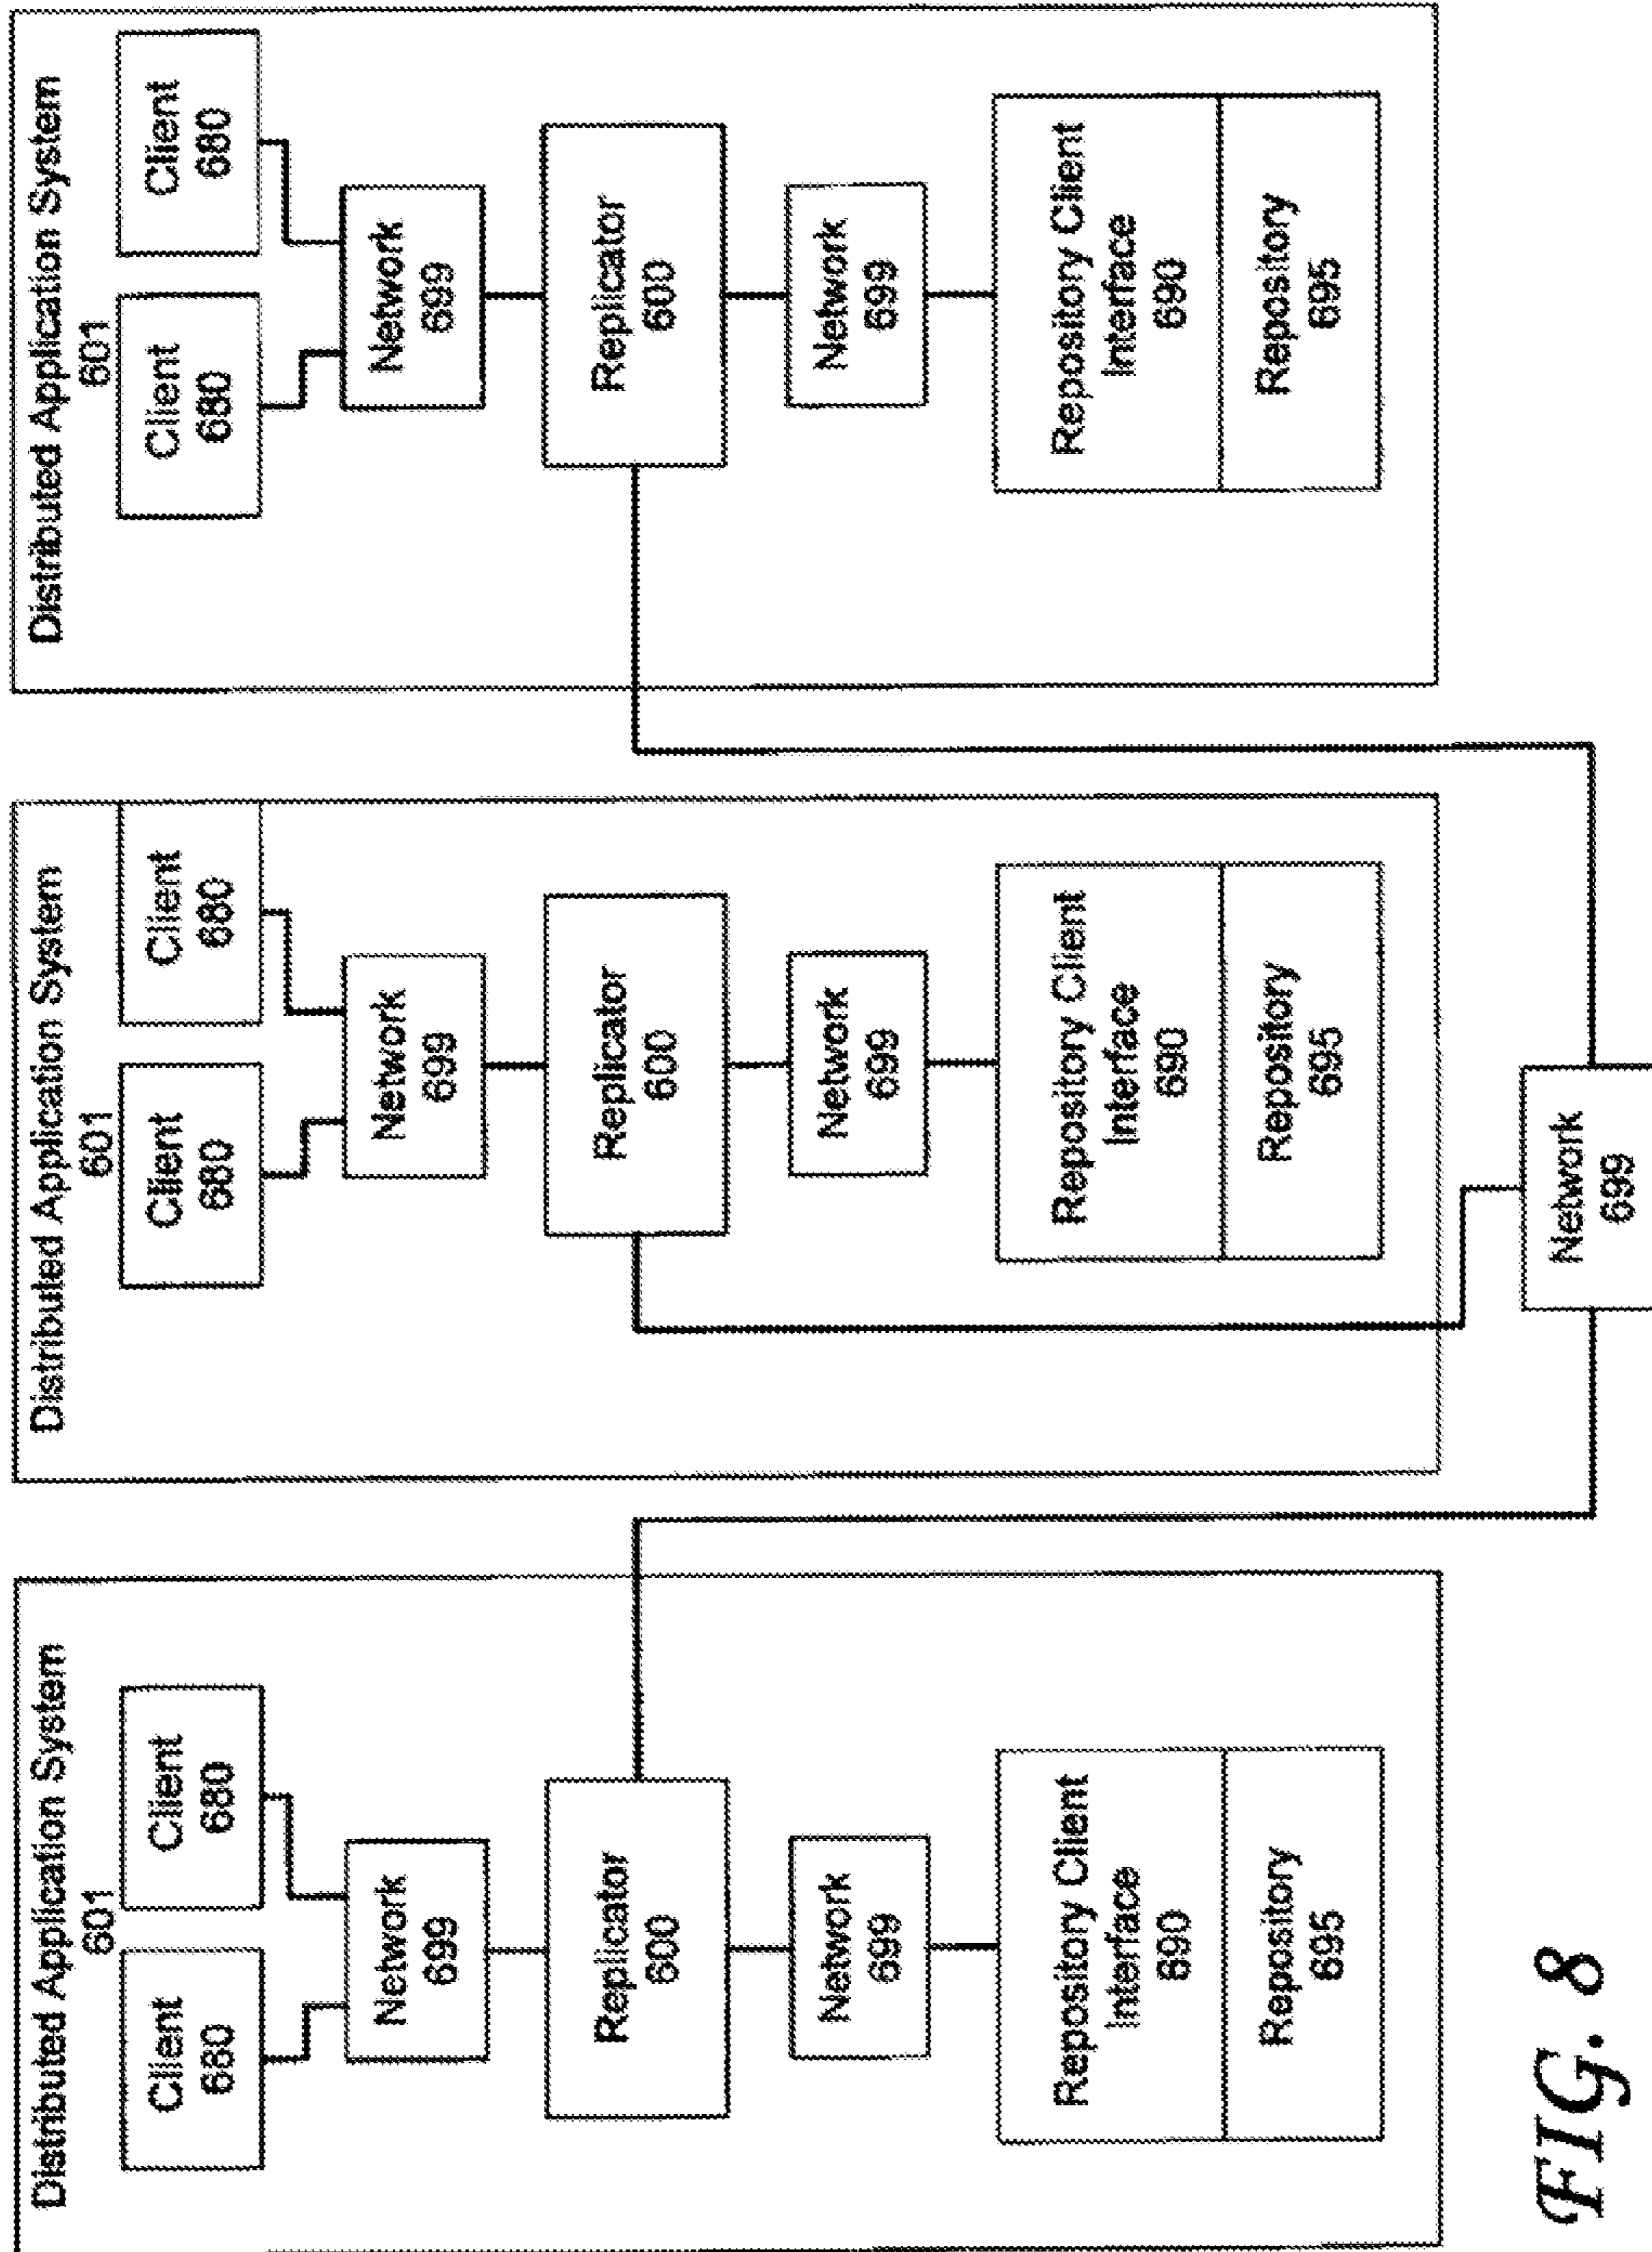 Distributed Application System
601
Client
680
Client
680
Network
699
Replicator
600
Network
699
Repository Client
Interface
690
Repository
695
Distributed Application System
601
Client
680
Client
680
Network
699
Replicator
600
Network
699
Repository Client
Interface
690
Repository
695
Distributed Application System
601
Client
680
Client
680
Network
699
Replicator
600
Network
699
Repository Client
Interface
690
Repository
695
Network
699
FIG. 8